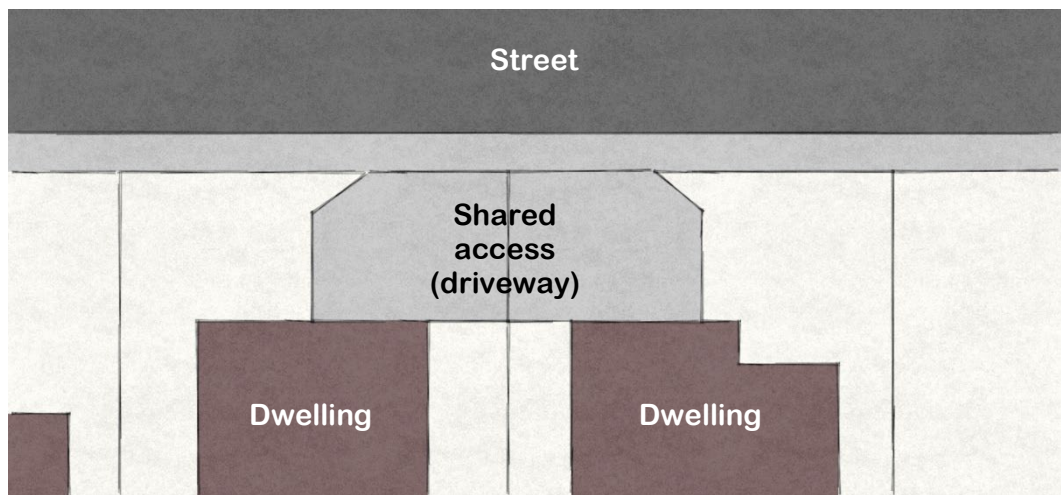 Street
Shared
access
(driveway)
Dwelling
Dwelling